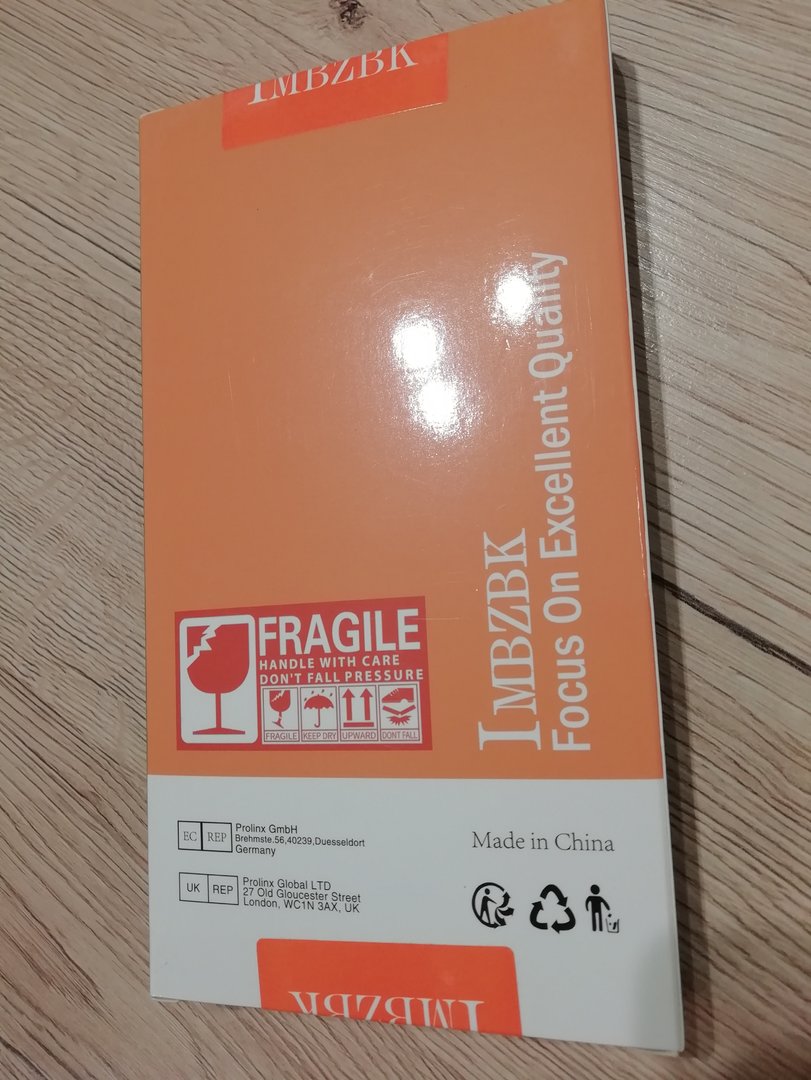 IMBZBK
IMBZBK
Focus On Excellent Quality
FRAGILE
HANDLE WITH CARE
DON'T FALL PRESSURE
FRAGILE KEEP DRY UPWARD DONT FALL
EC REP
Prolinx GmbH
Brehmste.56,40239,Duesseldort
Germany
Made in China
UK REP
Prolinx Global LTD
27 Old Gloucester Street
London, WC1N 3AX, UK
IMBZBK